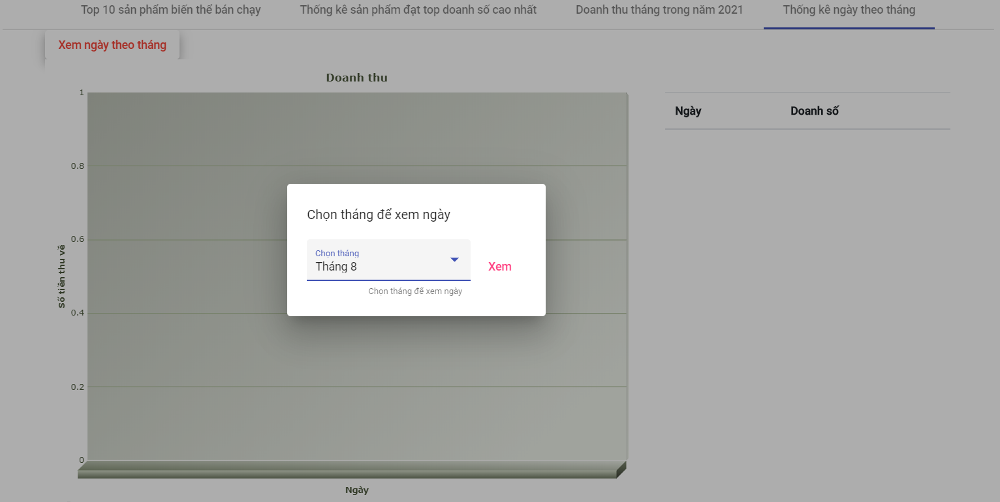 Top 10 sản phẩm biến thể bán chạy
Thống kê sản phẩm đạt top doanh số cao nhất
Doanh thu tháng trong năm 2021
Thống kê ngày theo tháng
Xem ngày theo tháng
Doanh thu
1
0.8
0.6
0.4
0.2
0
Số tiền thu về
Ngày
Ngày
Doanh số
Chọn tháng để xem ngày
Chọn tháng
Tháng 8
Xem
Chọn tháng để xem ngày